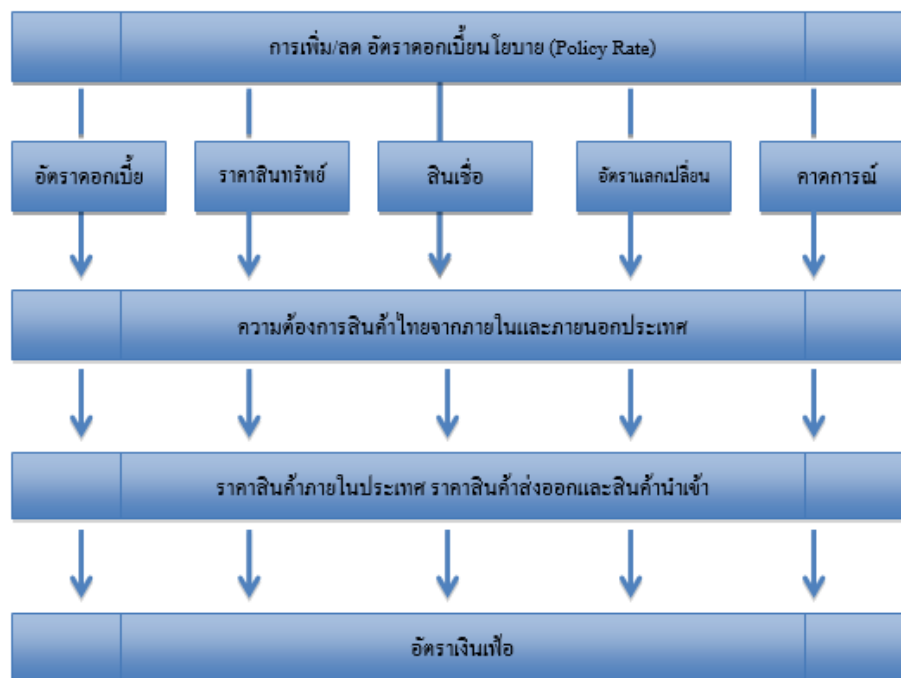 การเพิ่ม/ลด อัตราดอกเบี้ยนโยบาย (Policy Rate)
อัตราดอกเบี้ย
ราคาสินทรัพย์
สินเชื่อ
อัตราแลกเปลี่ยน
คาดการณ์
ความต้องการสินค้าไทยจากภายในและภายนอกประเทศ
ราคาสินค้าภายในประเทศ ราคาสินค้าส่งออกและสินค้านำเข้า
อัตราเงินเฟ้อ